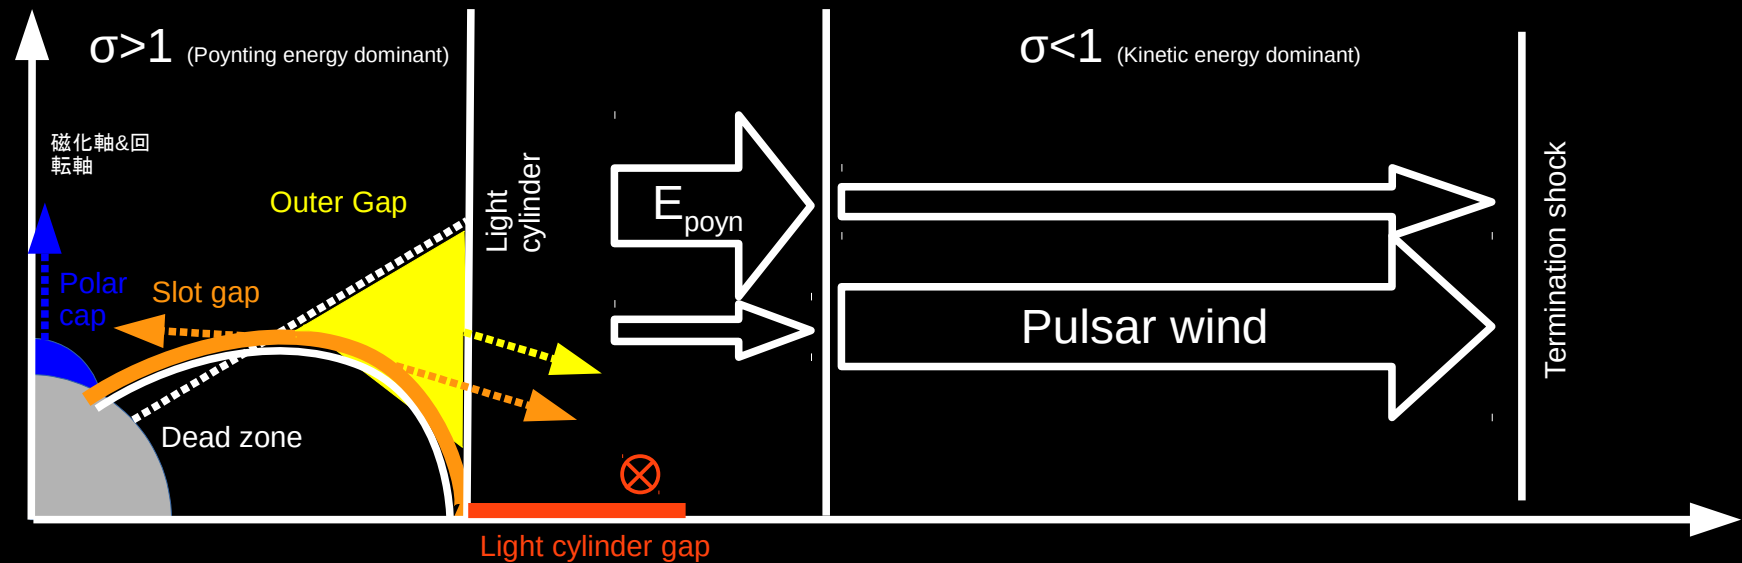 σ>1 (Poynting energy dominant)
σ<1 (Kinetic energy dominant)
磁化軸&回
転軸
Outer Gap
Light
cylinder
Epoyn
Polar
cap
Slot gap
Pulsar wind
Termination shock
Dead zone
Light cylinder gap